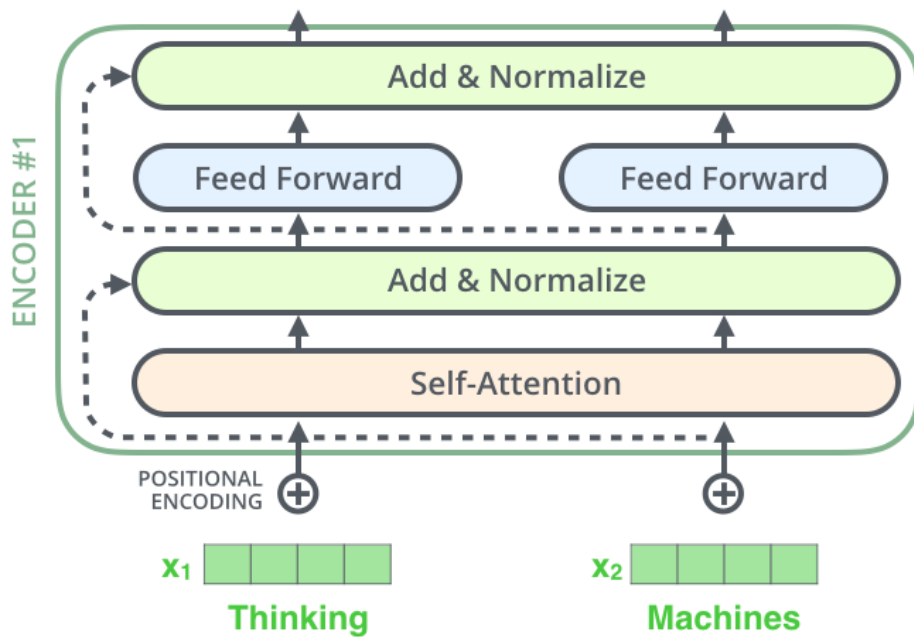 ENCODER #1
Add & Normalize
Feed Forward
Feed Forward
Add & Normalize
Self-Attention
POSITIONAL
ENCODING
x₁
x₂
Thinking
Machines